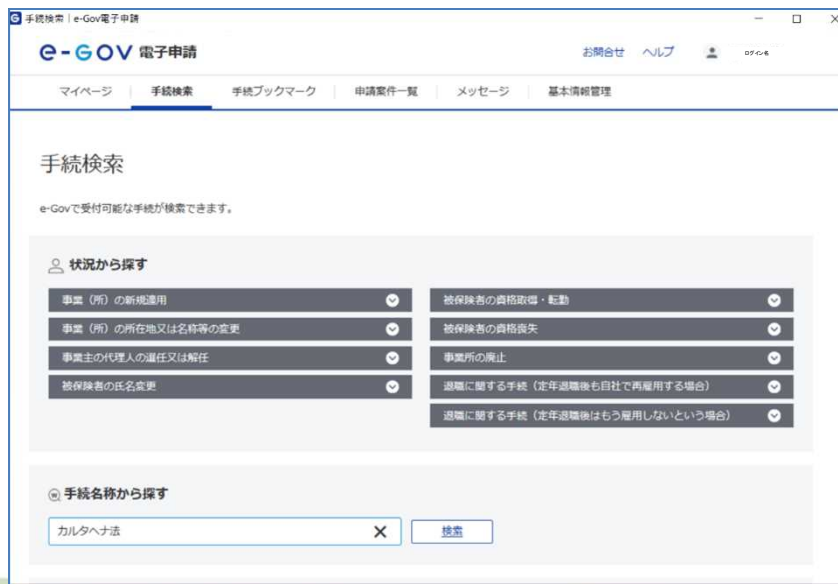 手続検索｜e-Gov電子申請
e-GOV 電子申請
お問合せ ヘルプ ログイン名
マイページ 手続検索 手続ブックマーク 申請案件一覧 メッセージ 基本情報管理
手続検索
e-Govで受付可能な手続が検索できます。
状況から探す
事業（所）の新規適用
被保険者の資格取得・転勤
事業（所）の所在地又は名称等の変更
被保険者の資格喪失
事業主の代理人の選任又は解任
事業所の廃止
被保険者の氏名変更
退職に関する手続（定年退職後も自社で再雇用する場合）
退職に関する手続（定年退職後はもう雇用しないという場合）
手続名称から探す
カルタヘナ法
検索